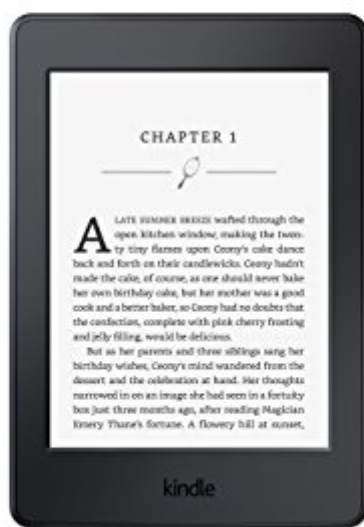 CHAPTER 1
A LATE SUMMER BREEZE wafted through the
open kitchen window, making the twen-
ty tiny flames upon Ceony's cake dance
back and forth on their candlewicks. Ceony hadn't
made the cake, of course, as one should never bake
her own birthday cake, but her mother was a good
cook and a better baker, so Ceony had no doubts that
the confection, complete with pink cherry frosting
and jelly filling, would be delicious.
But as her parents and three siblings sang her
birthday wishes, Ceony's mind wandered from the
dessert and the celebration at hand. Her thoughts
narrowed in on an image she had seen in a fortuity
box just three months ago, after reading Magician
Emery Thane's fortune. A flowery hill at sunset,
kindle